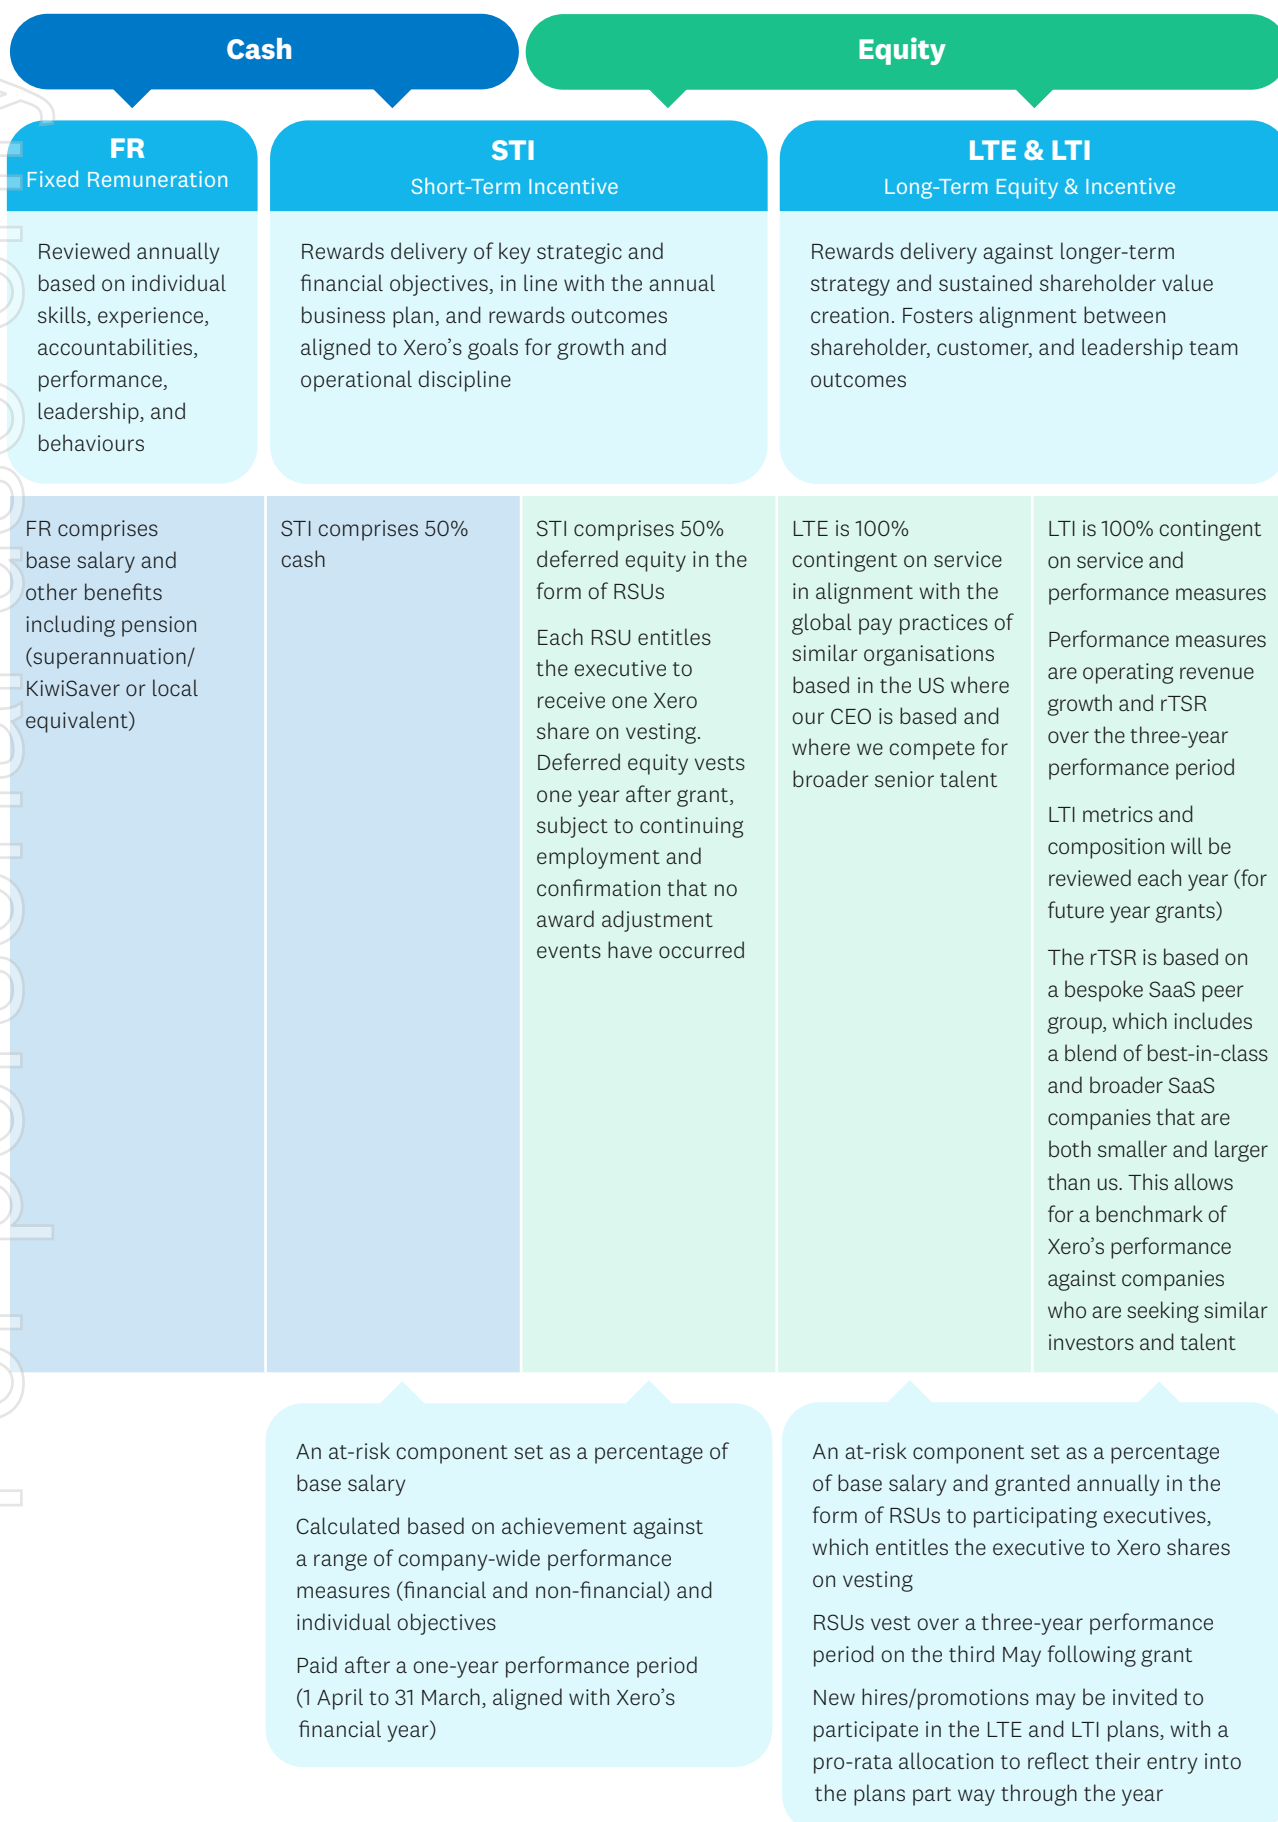 Cash
Equity
FR
Fixed Remuneration
STI
Short-Term Incentive
LTE & LTI
Long-Term Equity & Incentive
Reviewed annually
based on individual
skills, experience,
accountabilities,
performance,
leadership, and
behaviours
Rewards delivery of key strategic and
financial objectives, in line with the annual
business plan, and rewards outcomes
aligned to Xero’s goals for growth and
operational discipline
Rewards delivery against longer-term
strategy and sustained shareholder value
creation. Fosters alignment between
shareholder, customer, and leadership team
outcomes
FR comprises
base salary and
other benefits
including pension
(superannuation/
KiwiSaver or local
equivalent)
STI comprises 50%
cash
STI comprises 50%
deferred equity in the
form of RSUs
Each RSU entitles
the executive to
receive one Xero
share on vesting.
Deferred equity vests
one year after grant,
subject to continuing
employment and
confirmation that no
award adjustment
events have occurred
LTE is 100%
contingent on service
in alignment with the
global pay practices of
similar organisations
based in the US where
our CEO is based and
where we compete for
broader senior talent
LTI is 100% contingent
on service and
performance measures
Performance measures
are operating revenue
growth and rTSR
over the three-year
performance period
LTI metrics and
composition will be
reviewed each year (for
future year grants)
The rTSR is based on
a bespoke SaaS peer
group, which includes
a blend of best-in-class
and broader SaaS
companies that are
both smaller and larger
than us. This allows
for a benchmark of
Xero’s performance
against companies
who are seeking similar
investors and talent
An at-risk component set as a percentage of
base salary
Calculated based on achievement against
a range of company-wide performance
measures (financial and non-financial) and
individual objectives
Paid after a one-year performance period
(1 April to 31 March, aligned with Xero’s
financial year)
An at-risk component set as a percentage
of base salary and granted annually in the
form of RSUs to participating executives,
which entitles the executive to Xero shares
on vesting
RSUs vest over a three-year performance
period on the third May following grant
New hires/promotions may be invited to
participate in the LTE and LTI plans, with a
pro-rata allocation to reflect their entry into
the plans part way through the year